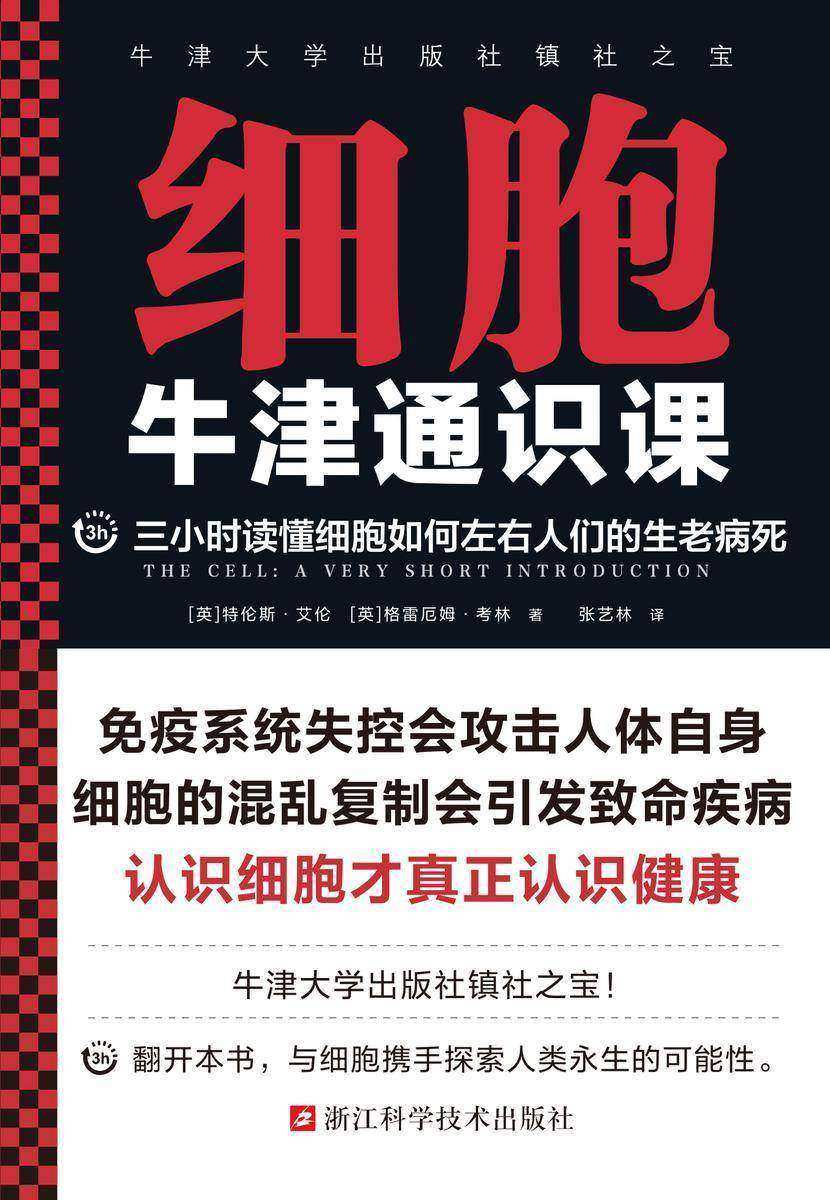 牛津大学出版社镇社之宝
细胞
牛津通识课
3h 三小时读懂细胞如何左右人们的生老病死
THE CELL: A VERY SHORT INTRODUCTION
[英]特伦斯·艾伦 [英]格雷厄姆·考林 著 张艺林 译
免疫系统失控会攻击人体自身
细胞的混乱复制会引发致命疾病
认识细胞才真正认识健康
牛津大学出版社镇社之宝!
3h 翻开本书，与细胞携手探索人类永生的可能性。
浙江科学技术出版社